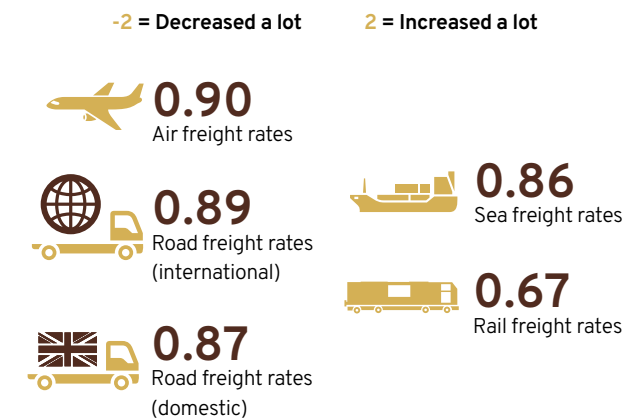 -2 = Decreased a lot
2 = Increased a lot
0.90
Air freight rates
0.89
Road freight rates
(international)
0.87
Road freight rates
(domestic)
0.86
Sea freight rates
0.67
Rail freight rates